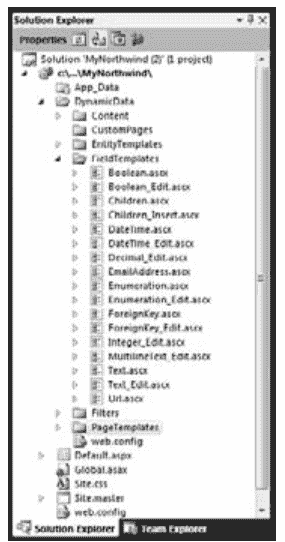 Solution Explorer
Properties
Solution 'MyNorthwind (2)' (1 project)
c:\...\MyNorthwind\
App_Data
DynamicData
Content
CustomPages
EntityTemplates
FieldTemplates
Boolean.ascx
Boolean_Edit.ascx
Children.ascx
Children_Insert.ascx
DateTime.ascx
DateTime_Edit.ascx
Decimal_Edit.ascx
EmailAddress.ascx
Enumeration.ascx
Enumeration_Edit.ascx
ForeignKey.ascx
ForeignKey_Edit.ascx
Integer_Edit.ascx
MultilineText_Edit.ascx
Text.ascx
Text_Edit.ascx
Url.ascx
Filters
PageTemplates
web.config
Default.aspx
Global.asax
Site.css
Site.master
web.config
Solution Explorer Team Explorer